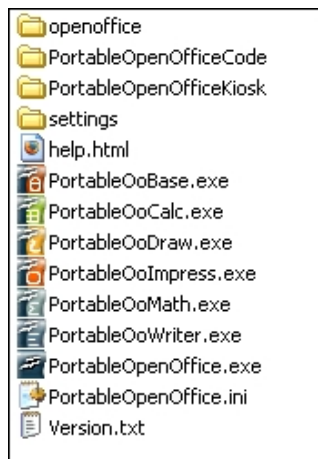 openoffice
PortableOpenOfficeCode
PortableOpenOfficeKiosk
settings
help.html
PortableOoBase.exe
PortableOoCalc.exe
PortableOoDraw.exe
PortableOoImpress.exe
PortableOoMath.exe
PortableOoWriter.exe
PortableOpenOffice.exe
PortableOpenOffice.ini
Version.txt